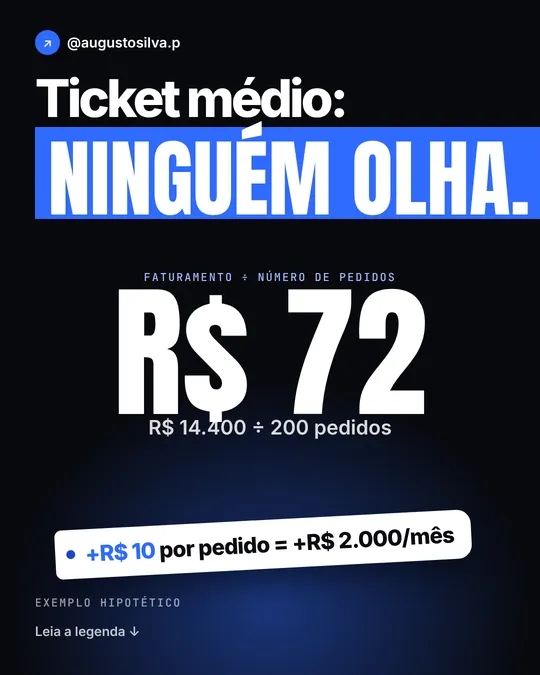 @augustosilva.p
Ticket médio:
NINGUÉM OLHA.
FATURAMENTO ÷ NÚMERO DE PEDIDOS
R$ 72
R$ 14.400 ÷ 200 pedidos
+R$ 10 por pedido = +R$ 2.000/mês
EXEMPLO HIPOTÉTICO
Leia a legenda ↓